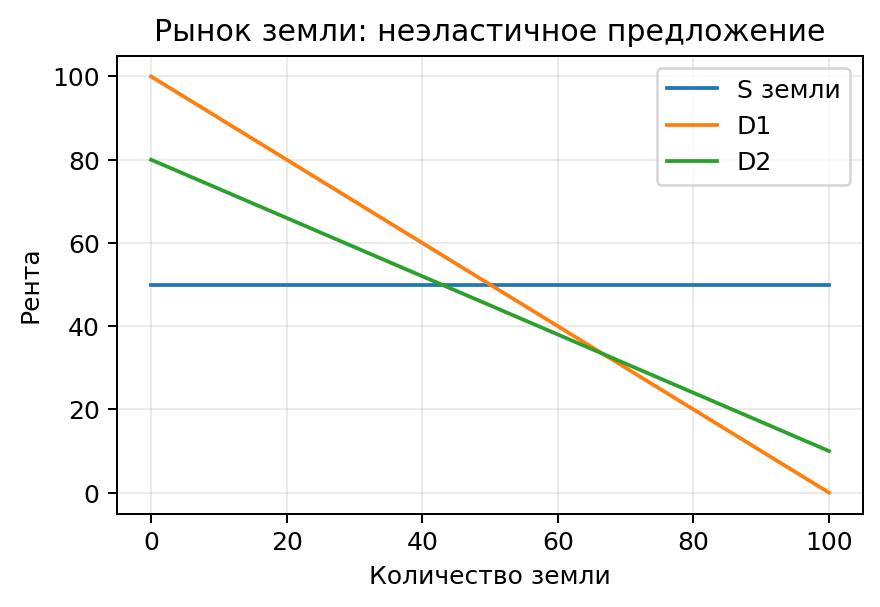 Рынок земли: неэластичное предложение
S земли
D1
D2
Рента
100
80
60
40
20
0
0 20 40 60 80 100
Количество земли